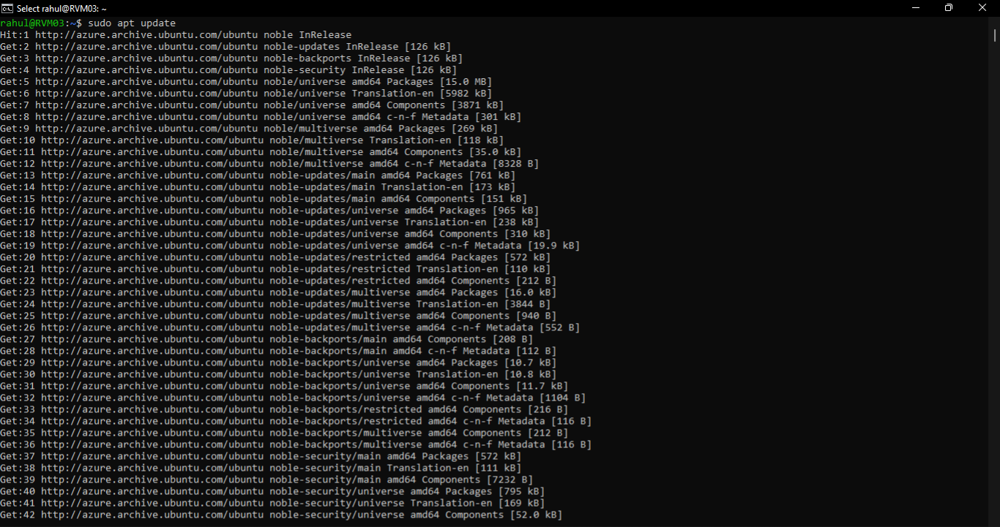 Select rahul@RVM03: ~
rahul@RVM03:~$ sudo apt update
Hit:1 http://azure.archive.ubuntu.com/ubuntu noble InRelease
Get:2 http://azure.archive.ubuntu.com/ubuntu noble-updates InRelease [126 kB]
Get:3 http://azure.archive.ubuntu.com/ubuntu noble-backports InRelease [126 kB]
Get:4 http://azure.archive.ubuntu.com/ubuntu noble-security InRelease [126 kB]
Get:5 http://azure.archive.ubuntu.com/ubuntu noble/universe amd64 Packages [15.0 MB]
Get:6 http://azure.archive.ubuntu.com/ubuntu noble/universe Translation-en [5982 kB]
Get:7 http://azure.archive.ubuntu.com/ubuntu noble/universe amd64 Components [3871 kB]
Get:8 http://azure.archive.ubuntu.com/ubuntu noble/universe amd64 c-n-f Metadata [301 kB]
Get:9 http://azure.archive.ubuntu.com/ubuntu noble/multiverse amd64 Packages [269 kB]
Get:10 http://azure.archive.ubuntu.com/ubuntu noble/multiverse Translation-en [118 kB]
Get:11 http://azure.archive.ubuntu.com/ubuntu noble/multiverse amd64 Components [35.0 kB]
Get:12 http://azure.archive.ubuntu.com/ubuntu noble/multiverse amd64 c-n-f Metadata [8328 B]
Get:13 http://azure.archive.ubuntu.com/ubuntu noble-updates/main amd64 Packages [761 kB]
Get:14 http://azure.archive.ubuntu.com/ubuntu noble-updates/main Translation-en [173 kB]
Get:15 http://azure.archive.ubuntu.com/ubuntu noble-updates/main amd64 Components [151 kB]
Get:16 http://azure.archive.ubuntu.com/ubuntu noble-updates/universe amd64 Packages [965 kB]
Get:17 http://azure.archive.ubuntu.com/ubuntu noble-updates/universe Translation-en [238 kB]
Get:18 http://azure.archive.ubuntu.com/ubuntu noble-updates/universe amd64 Components [310 kB]
Get:19 http://azure.archive.ubuntu.com/ubuntu noble-updates/universe amd64 c-n-f Metadata [19.9 kB]
Get:20 http://azure.archive.ubuntu.com/ubuntu noble-updates/restricted amd64 Packages [572 kB]
Get:21 http://azure.archive.ubuntu.com/ubuntu noble-updates/restricted Translation-en [110 kB]
Get:22 http://azure.archive.ubuntu.com/ubuntu noble-updates/restricted amd64 Components [212 B]
Get:23 http://azure.archive.ubuntu.com/ubuntu noble-updates/multiverse amd64 Packages [16.0 kB]
Get:24 http://azure.archive.ubuntu.com/ubuntu noble-updates/multiverse Translation-en [3844 B]
Get:25 http://azure.archive.ubuntu.com/ubuntu noble-updates/multiverse amd64 Components [940 B]
Get:26 http://azure.archive.ubuntu.com/ubuntu noble-updates/multiverse amd64 c-n-f Metadata [552 B]
Get:27 http://azure.archive.ubuntu.com/ubuntu noble-backports/main amd64 Components [208 B]
Get:28 http://azure.archive.ubuntu.com/ubuntu noble-backports/main amd64 c-n-f Metadata [112 B]
Get:29 http://azure.archive.ubuntu.com/ubuntu noble-backports/universe amd64 Packages [10.7 kB]
Get:30 http://azure.archive.ubuntu.com/ubuntu noble-backports/universe Translation-en [10.8 kB]
Get:31 http://azure.archive.ubuntu.com/ubuntu noble-backports/universe amd64 Components [11.7 kB]
Get:32 http://azure.archive.ubuntu.com/ubuntu noble-backports/universe amd64 c-n-f Metadata [1104 B]
Get:33 http://azure.archive.ubuntu.com/ubuntu noble-backports/restricted amd64 Components [216 B]
Get:34 http://azure.archive.ubuntu.com/ubuntu noble-backports/restricted amd64 c-n-f Metadata [116 B]
Get:35 http://azure.archive.ubuntu.com/ubuntu noble-backports/multiverse amd64 Components [212 B]
Get:36 http://azure.archive.ubuntu.com/ubuntu noble-backports/multiverse amd64 c-n-f Metadata [116 B]
Get:37 http://azure.archive.ubuntu.com/ubuntu noble-security/main amd64 Packages [572 kB]
Get:38 http://azure.archive.ubuntu.com/ubuntu noble-security/main Translation-en [111 kB]
Get:39 http://azure.archive.ubuntu.com/ubuntu noble-security/main amd64 Components [7232 B]
Get:40 http://azure.archive.ubuntu.com/ubuntu noble-security/universe amd64 Packages [795 kB]
Get:41 http://azure.archive.ubuntu.com/ubuntu noble-security/universe Translation-en [169 kB]
Get:42 http://azure.archive.ubuntu.com/ubuntu noble-security/universe amd64 Components [52.0 kB]